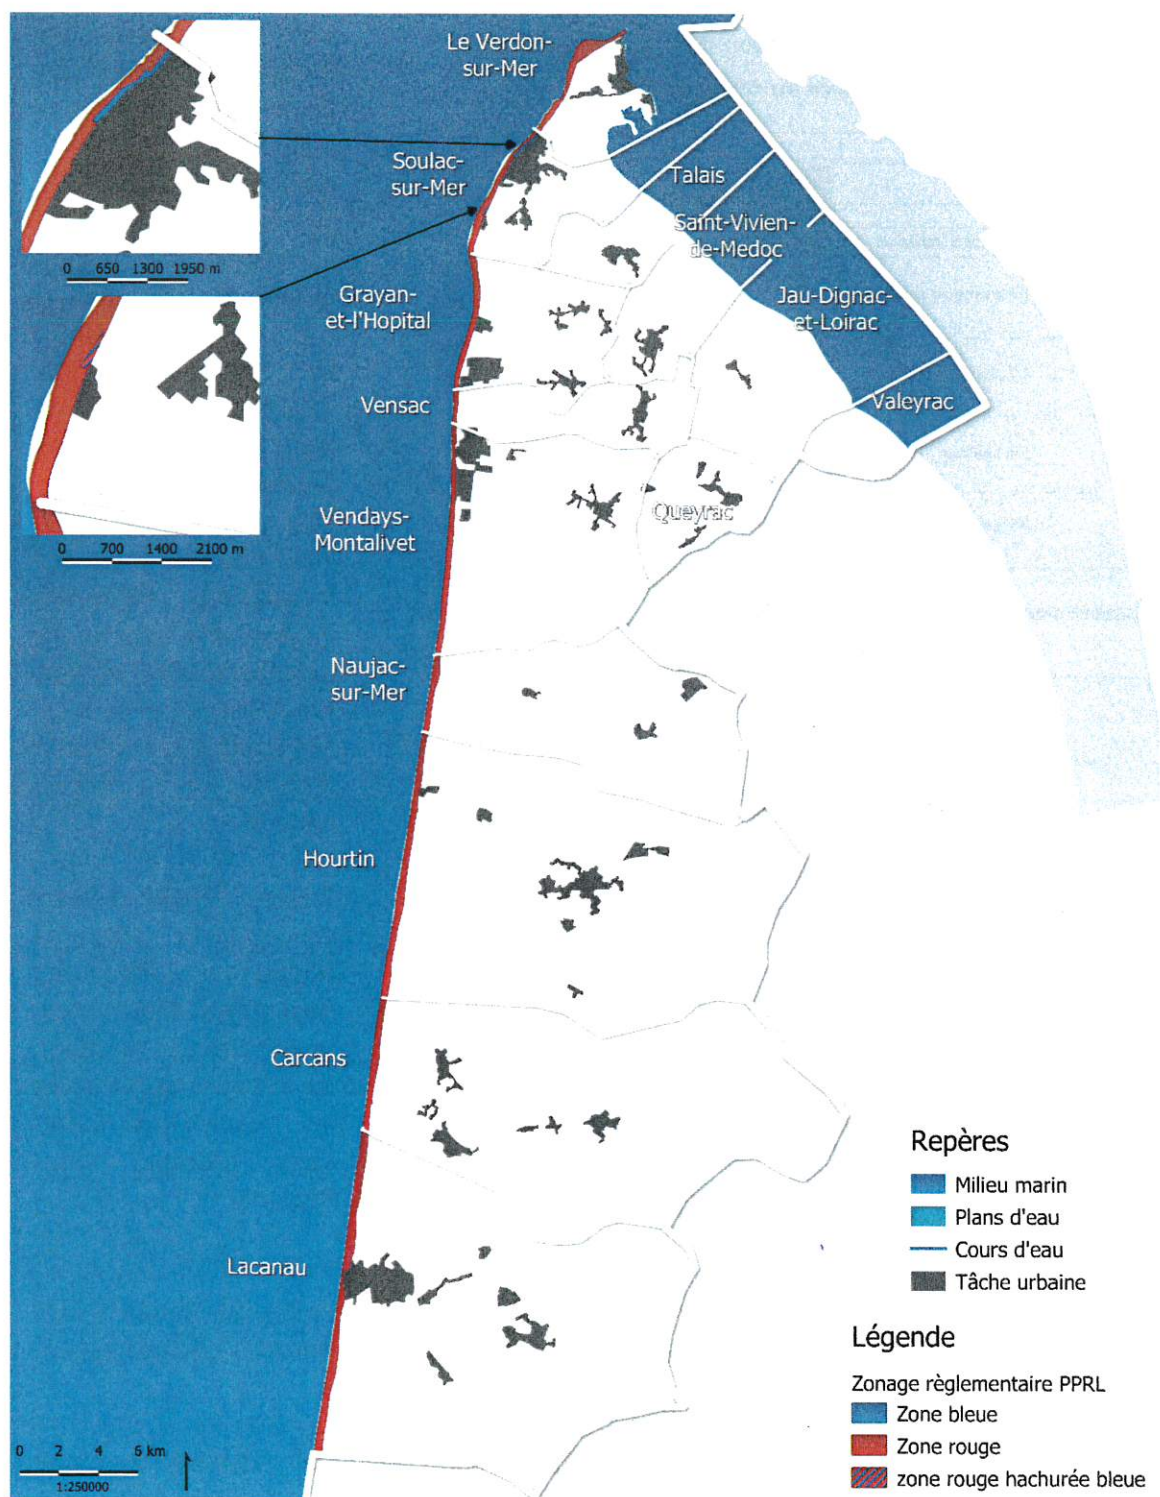 Le Verdon-
sur-Mer
Soulac-
sur-Mer
Talais
Saint-Vivien-
de-Medoc
0 650 1300 1950 m
Grayan-
et-l'Hopital
Jau-Dignac-
et-Loirac
Vensac
Valeyrac
Vendays-
Montalivet
Queyrac
0 700 1400 2100 m
Naujac-
sur-Mer
Hourtin
Carcans
Lacanau
Repères
Milieu marin
Plans d'eau
Cours d'eau
Tâche urbaine
Légende
Zonage règlementaire PPRL
Zone bleue
Zone rouge
zone rouge hachurée bleue
0 2 4 6 km
1:250000